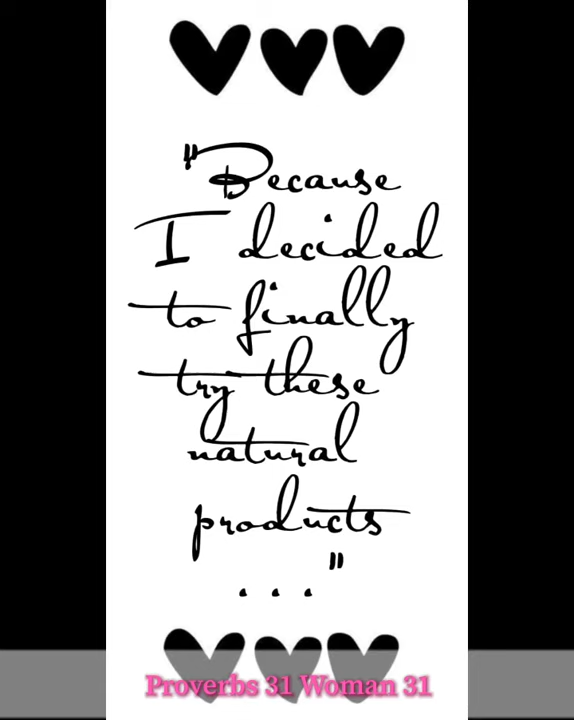 "Because
I decided
to finally
try these
natural
products
. . ."
Proverbs 31 Woman 31